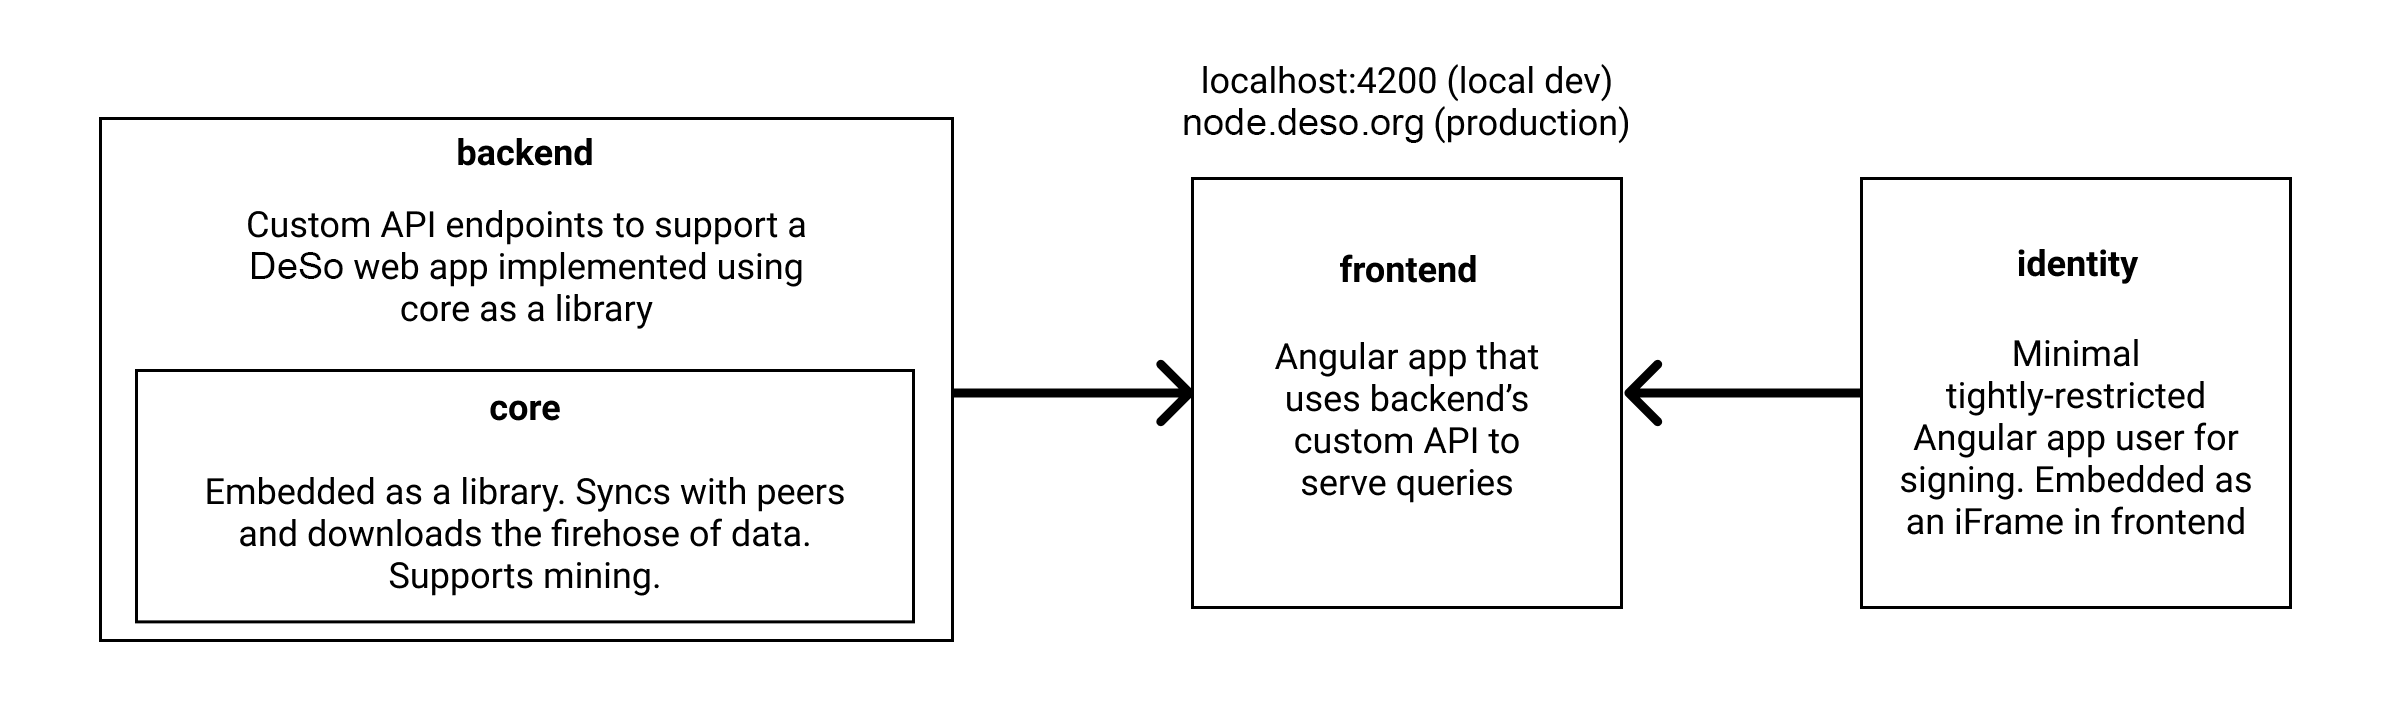 backend
Custom API endpoints to support a
DeSo web app implemented using
core as a library
core
Embedded as a library. Syncs with peers
and downloads the firehose of data.
Supports mining.
localhost:4200 (local dev)
node.deso.org (production)
frontend
Angular app that
uses backend’s
custom API to
serve queries
identity
Minimal
tightly-restricted
Angular app user for
signing. Embedded as
an iFrame in frontend